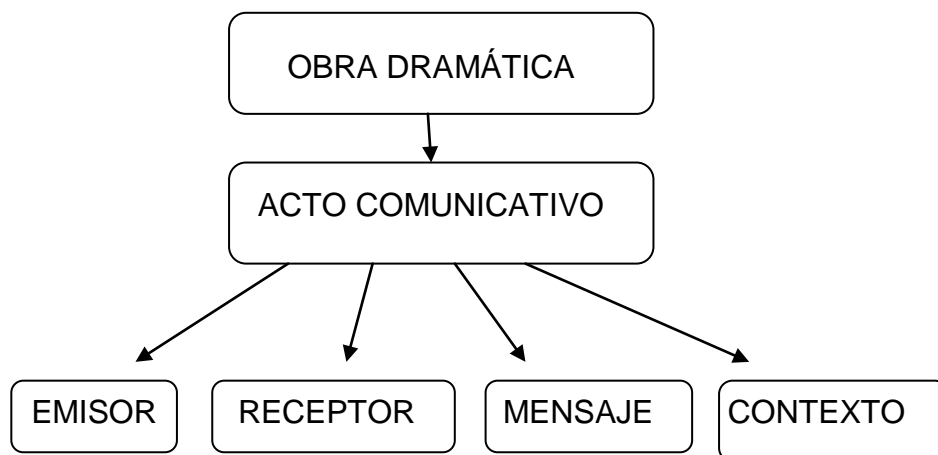 OBRA DRAMÁTICA
ACTO COMUNICATIVO
EMISOR
RECEPTOR
MENSAJE
CONTEXTO